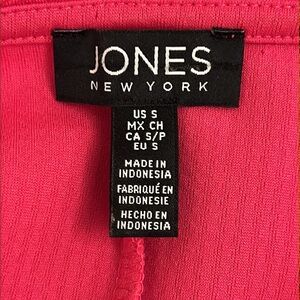 JONES
NEW YORK
US S
MX CH
CA S/P
EU S
MADE IN
INDONESIA
FABRIQUÉ EN
INDONESIE
HECHO EN
INDONESIA